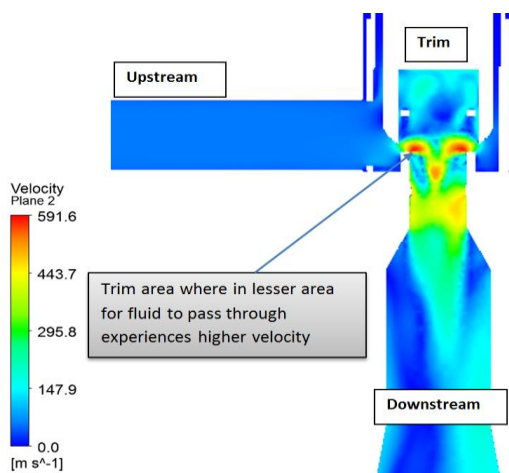 Trim
Upstream
Velocity
Plane 2
591.6
443.7
295.8
147.9
0.0
[m s^-1]
Trim area where in lesser area
for fluid to pass through
experiences higher velocity
Downstream